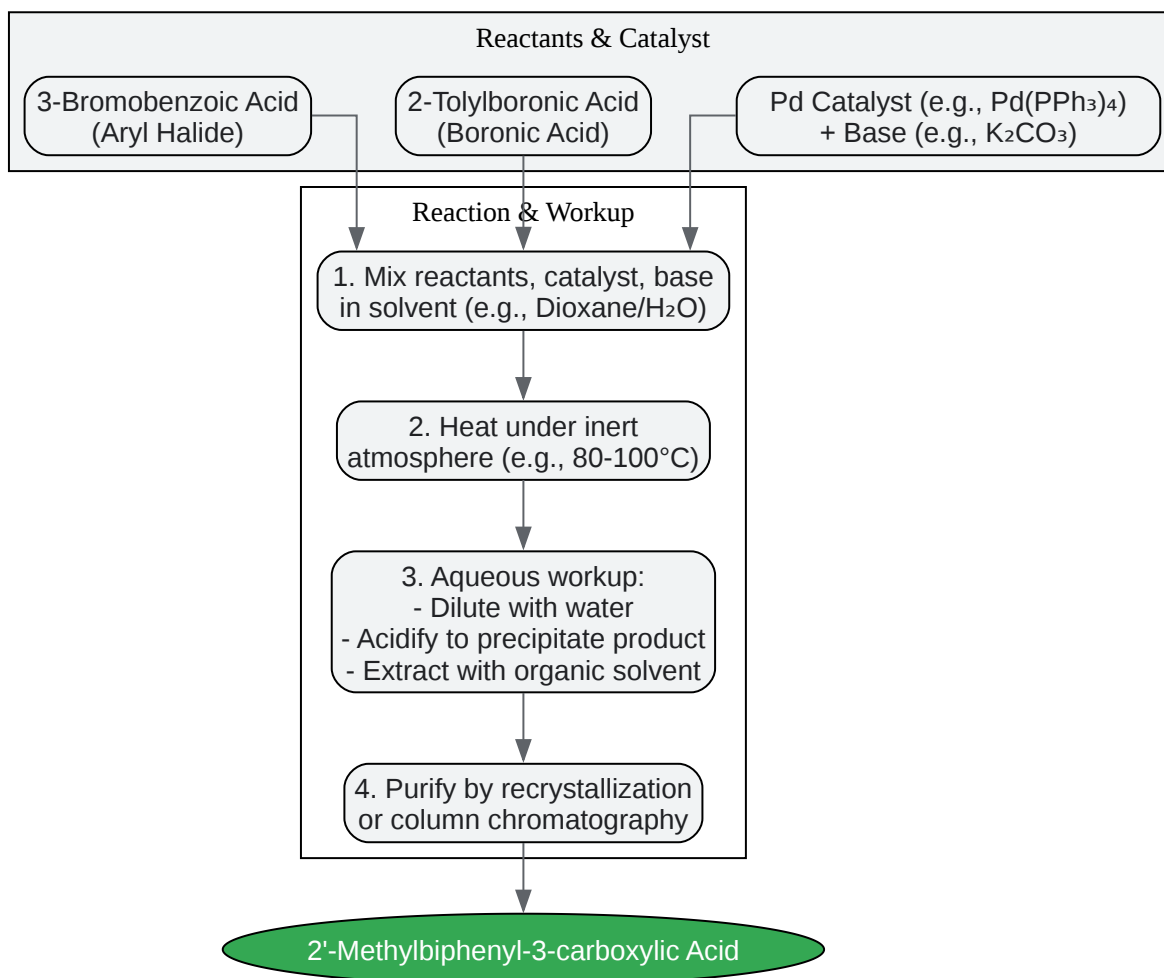 Reactants & Catalyst
3-Bromobenzoic Acid
(Aryl Halide)
2-Tolylboronic Acid
(Boronic Acid)
Pd Catalyst (e.g., Pd(PPh₃)₄)
+ Base (e.g., K₂CO₃)
Reaction & Workup
1. Mix reactants, catalyst, base
in solvent (e.g., Dioxane/H₂O)
2. Heat under inert
atmosphere (e.g., 80-100°C)
3. Aqueous workup:
- Dilute with water
- Acidify to precipitate product
- Extract with organic solvent
4. Purify by recrystallization
or column chromatography
2'-Methylbiphenyl-3-carboxylic Acid